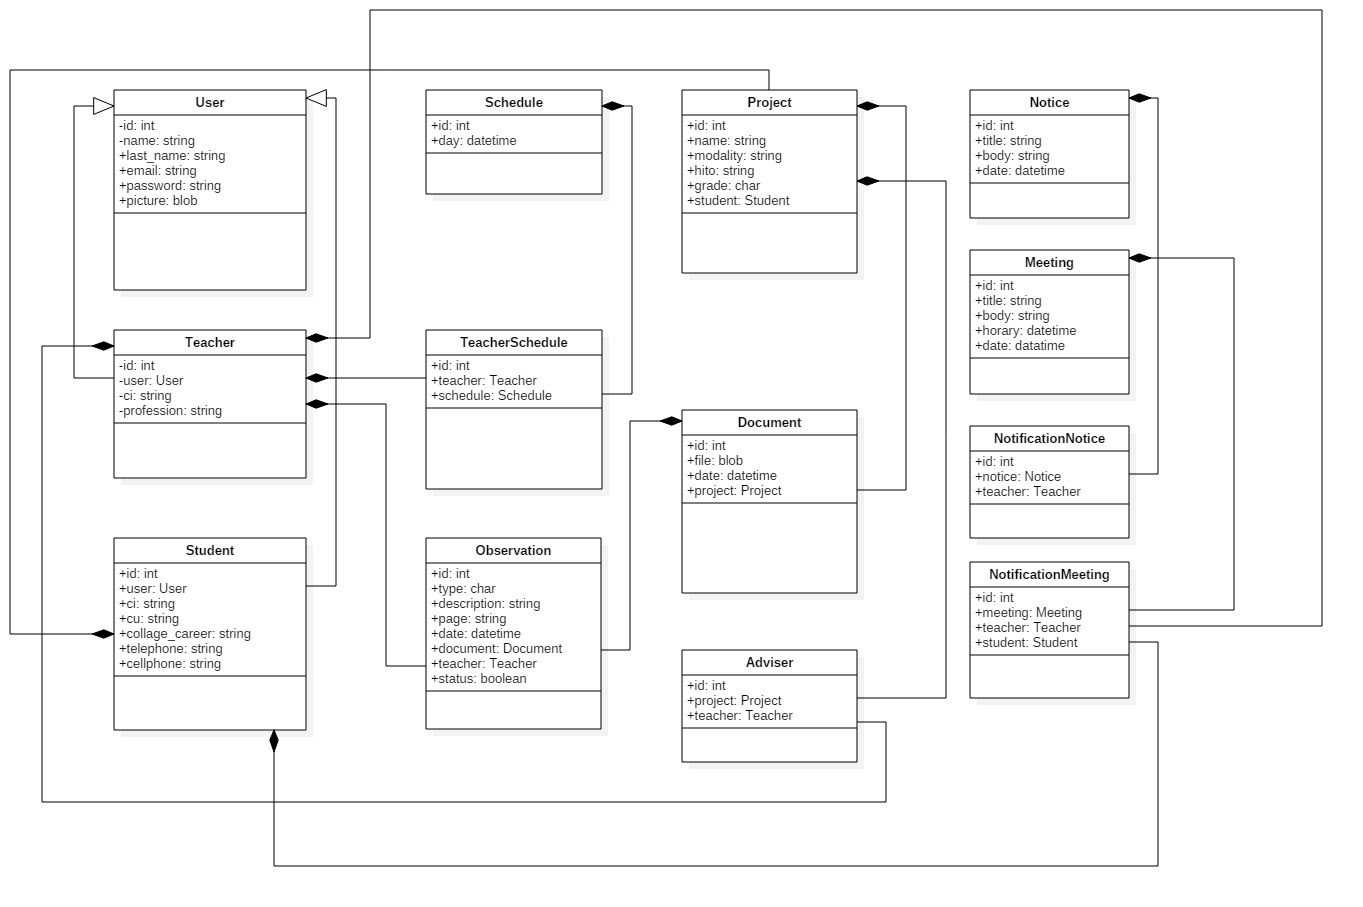 User
-id: int
-name: string
+last_name: string
+email: string
+password: string
+picture: blob
Schedule
+id: int
+day: datetime
Project
+id: int
+name: string
+modality: string
+hito: string
+grade: char
+student: Student
Notice
+id: int
+title: string
+body: string
+date: datetime
Meeting
+id: int
+title: string
+body: string
+horary: datetime
+date: datatime
Teacher
-id: int
-user: User
-ci: string
-profession: string
TeacherSchedule
+id: int
+teacher: Teacher
+schedule: Schedule
Document
+id: int
+file: blob
+date: datetime
+project: Project
NotificationNotice
+id: int
+notice: Notice
+teacher: Teacher
Student
+id: int
+user: User
+ci: string
+cu: string
+collage_career: string
+telephone: string
+cellphone: string
Observation
+id: int
+type: char
+description: string
+page: string
+date: datetime
+document: Document
+teacher: Teacher
+status: boolean
Adviser
+id: int
+project: Project
+teacher: Teacher
NotificationMeeting
+id: int
+meeting: Meeting
+teacher: Teacher
+student: Student